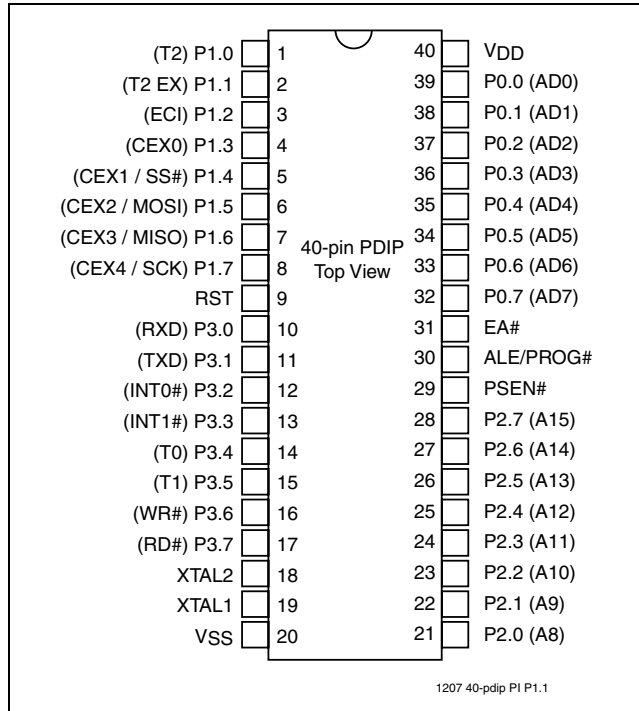 (T2) P1.0 1 40 VDD
(T2 EX) P1.1 2 39 P0.0 (AD0)
(ECI) P1.2 3 38 P0.1 (AD1)
(CEX0) P1.3 4 37 P0.2 (AD2)
(CEX1 / SS#) P1.4 5 36 P0.3 (AD3)
(CEX2 / MOSI) P1.5 6 35 P0.4 (AD4)
(CEX3 / MISO) P1.6 7 34 P0.5 (AD5)
40-pin PDIP
(CEX4 / SCK) P1.7 8 33 P0.6 (AD6)
Top View
RST 9 32 P0.7 (AD7)
(RXD) P3.0 10 31 EA#
(TXD) P3.1 11 30 ALE/PROG#
(INT0#) P3.2 12 29 PSEN#
(INT1#) P3.3 13 28 P2.7 (A15)
(T0) P3.4 14 27 P2.6 (A14)
(T1) P3.5 15 26 P2.5 (A13)
(WR#) P3.6 16 25 P2.4 (A12)
(RD#) P3.7 17 24 P2.3 (A11)
XTAL2 18 23 P2.2 (A10)
XTAL1 19 22 P2.1 (A9)
VSS 20 21 P2.0 (A8)
1207 40-pdip PI P1.1